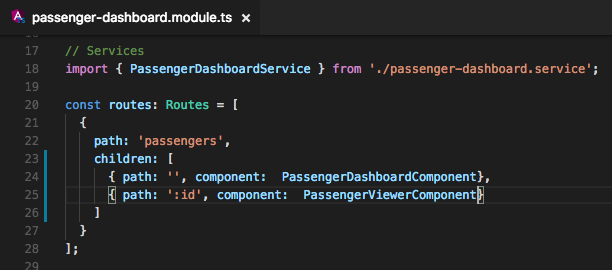 passenger-dashboard.module.ts ×
17 // Services
18 import { PassengerDashboardService } from './passenger-dashboard.service';
19
20 const routes: Routes = [
21 {
22 path: 'passengers',
23 children: [
24 { path: '', component:  PassengerDashboardComponent},
25 { path: ':id', component:  PassengerViewerComponent}
26 ]
27 }
28 ];
29